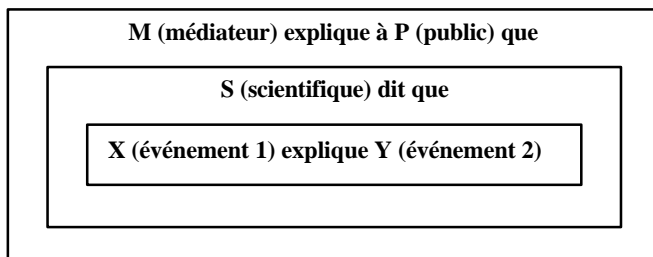 M (médiateur) explique à P (public) que
S (scientifique) dit que
X (événement 1) explique Y (événement 2)